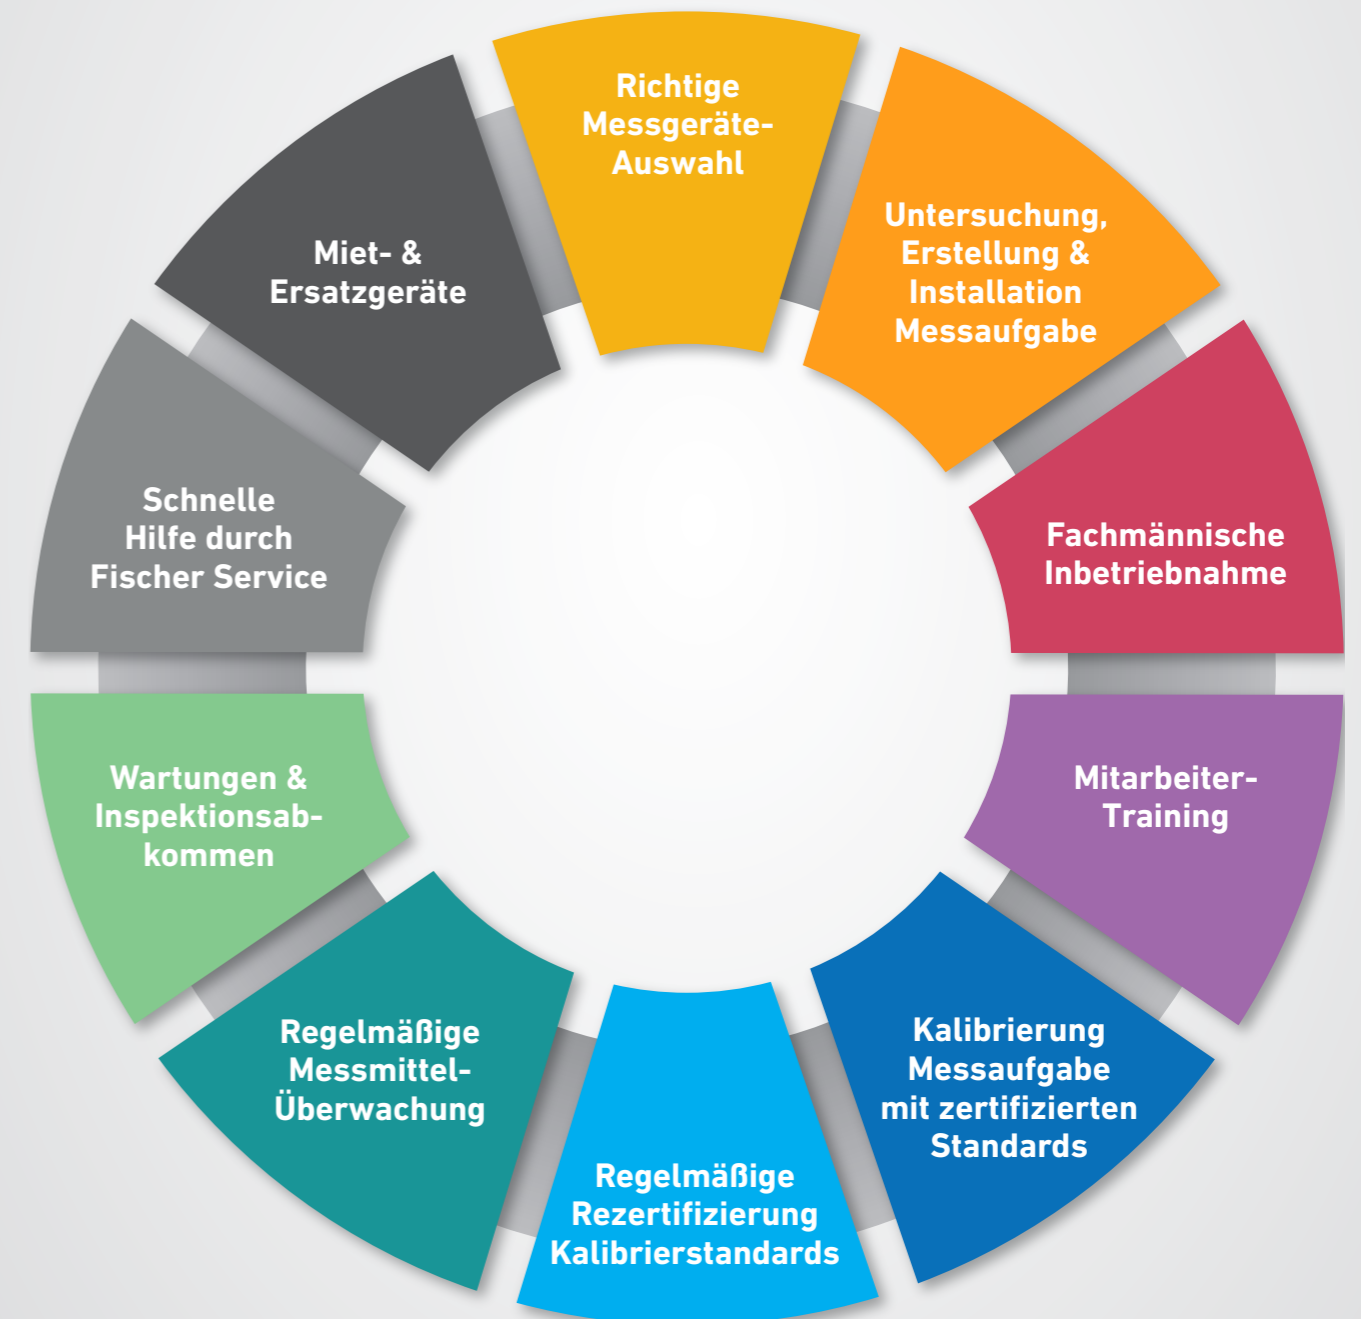 Richtige
Messgeräte-
Auswahl
Untersuchung,
Erstellung &
Installation
Messaufgabe
Fachmännische
Inbetriebnahme
Mitarbeiter-
Training
Kalibrierung
Messaufgabe
mit zertifizierten
Standards
Regelmäßige
Rezertifizierung
Kalibrierstandards
Regelmäßige
Messmittel-
Überwachung
Wartungen &
Inspektionsab-
kommen
Schnelle
Hilfe durch
Fischer Service
Miet- &
Ersatzgeräte